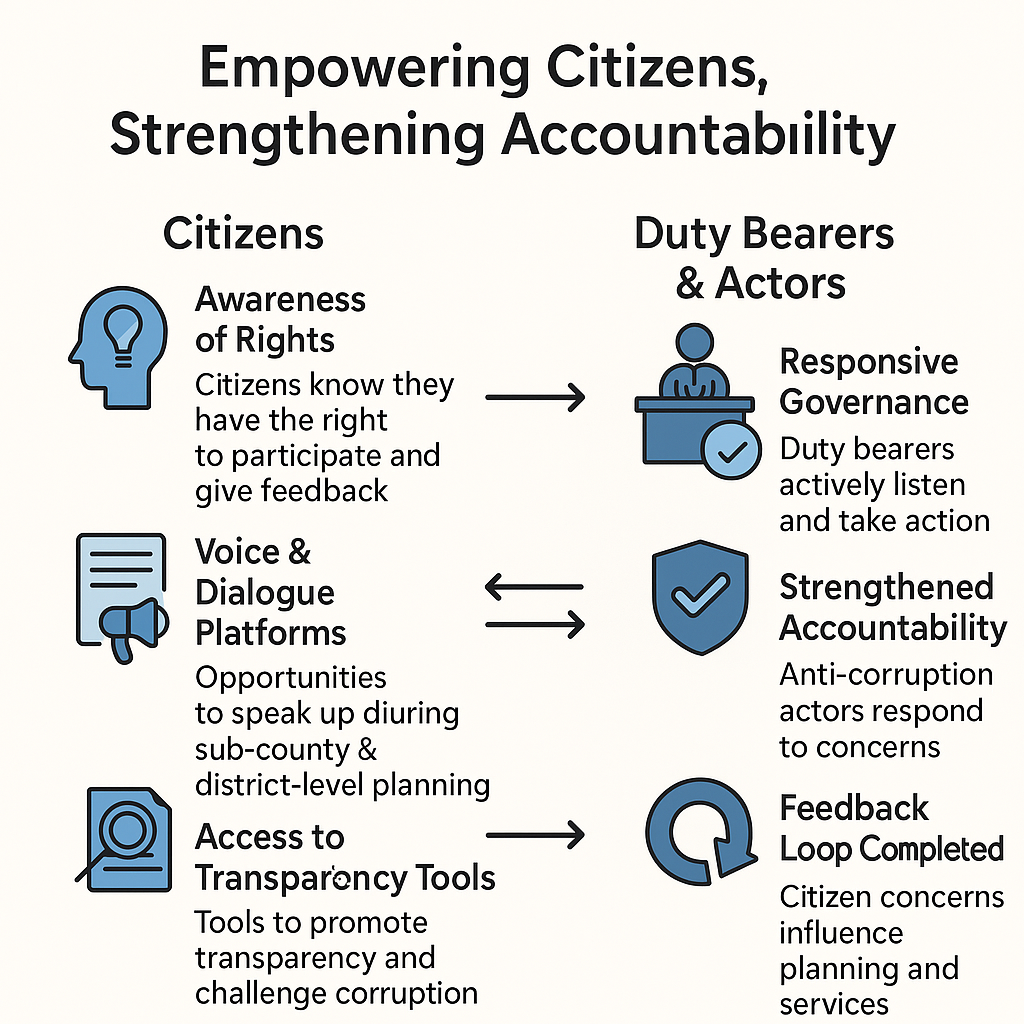 Empowering Citizens,
Strengthening Accountabıility
Citizens
Awareness
of Rights
Citizens know they
have the right
to participate and
give feedback
Voice &
Dialogue
Platforms
Opportunities
to speak up diuring
sub-county &
district-level planning
Access to
Transparency Tools
Tools to promote
transparency and
challenge corruption
Duty Bearers
& Actors
Responsive
Governance
Duty bearers
actively listen
and take action
Strengthened
Accountability
Anti-corruption
actors respond
to concerns
Feedback
Loop Completed
Citizen concerns
influence
planning and
services